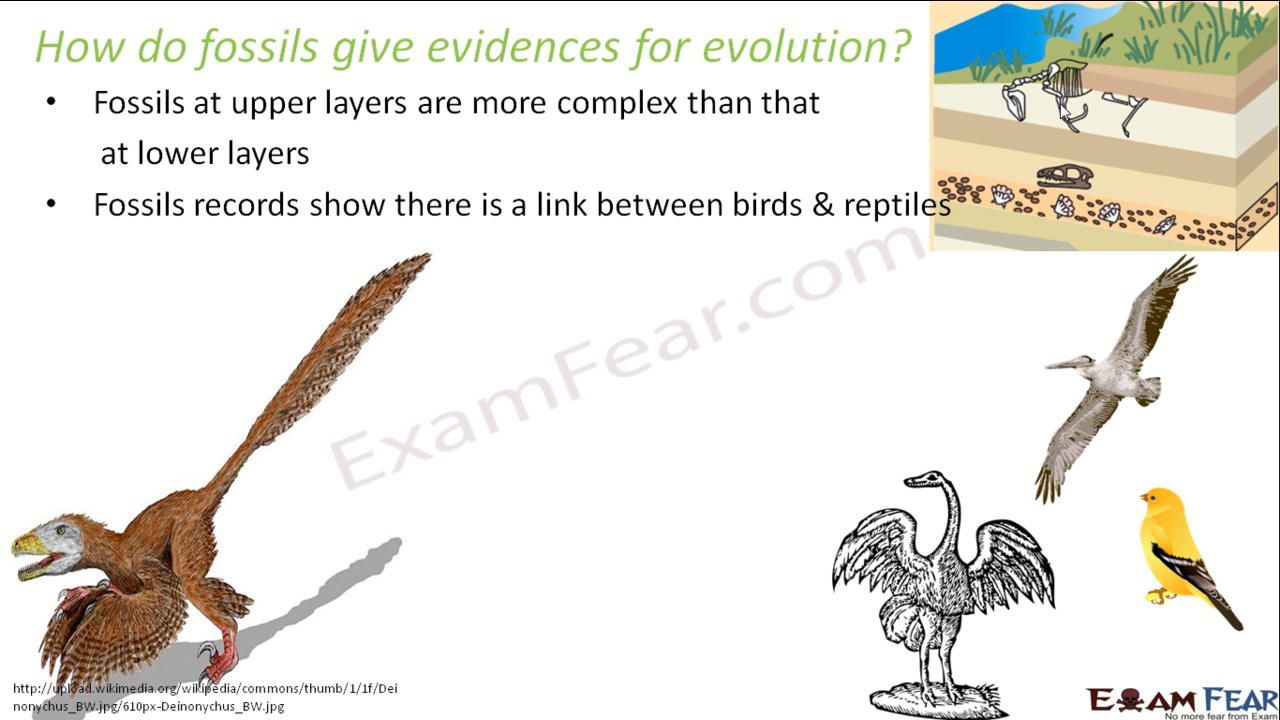 How do fossils give evidences for evolution?
• Fossils at upper layers are more complex than that
at lower layers
• Fossils records show there is a link between birds & reptiles
ExamFear.com
http://upload.wikimedia.org/wikipedia/commons/thumb/1/1f/Dei
nonychus_BW.jpg/610px-Deinonychus_BW.jpg
EXAM FEAR
No more fear from Exam